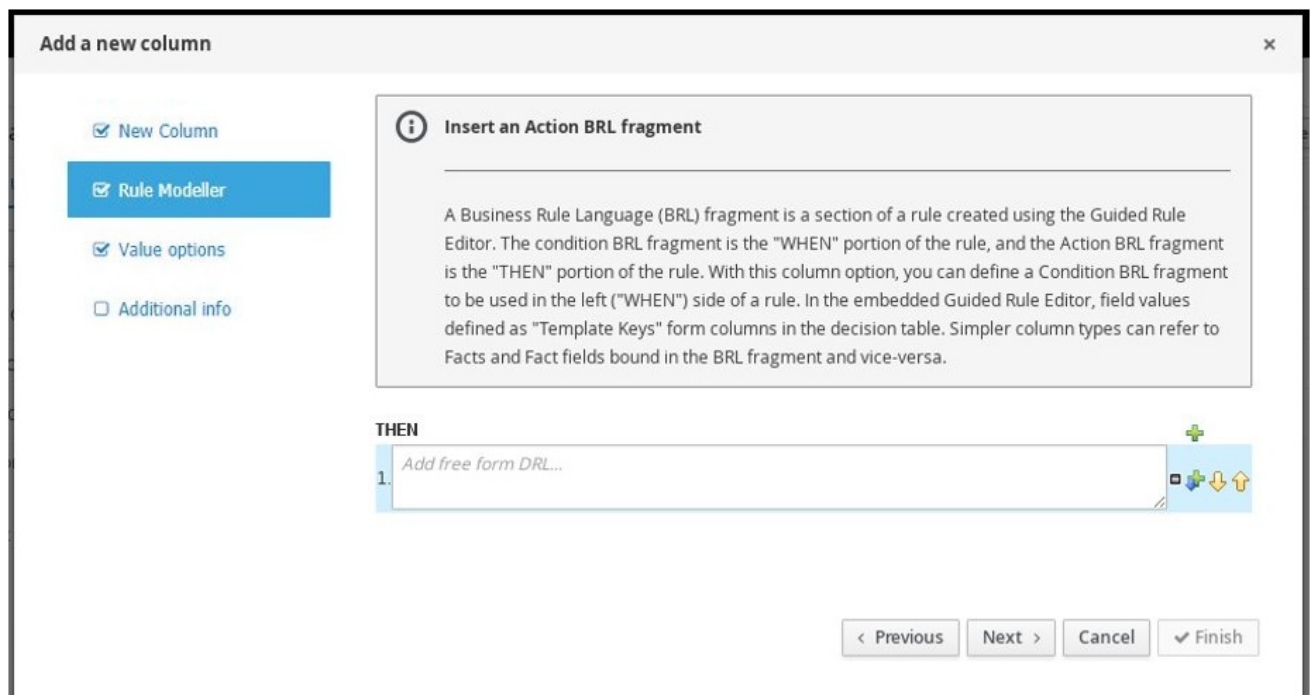 Add a new column
×
New Column
Insert an Action BRL fragment
Rule Modeller
A Business Rule Language (BRL) fragment is a section of a rule created using the Guided Rule
Value options
Editor. The condition BRL fragment is the "WHEN" portion of the rule, and the Action BRL fragment
is the "THEN" portion of the rule. With this column option, you can define a Condition BRL fragment
Additional info
to be used in the left ("WHEN") side of a rule. In the embedded Guided Rule Editor, field values
defined as "Template Keys" form columns in the decision table. Simpler column types can refer to
Facts and Fact fields bound in the BRL fragment and vice-versa.
THEN
1. Add free form DRL...
< Previous Next > Cancel ✔ Finish